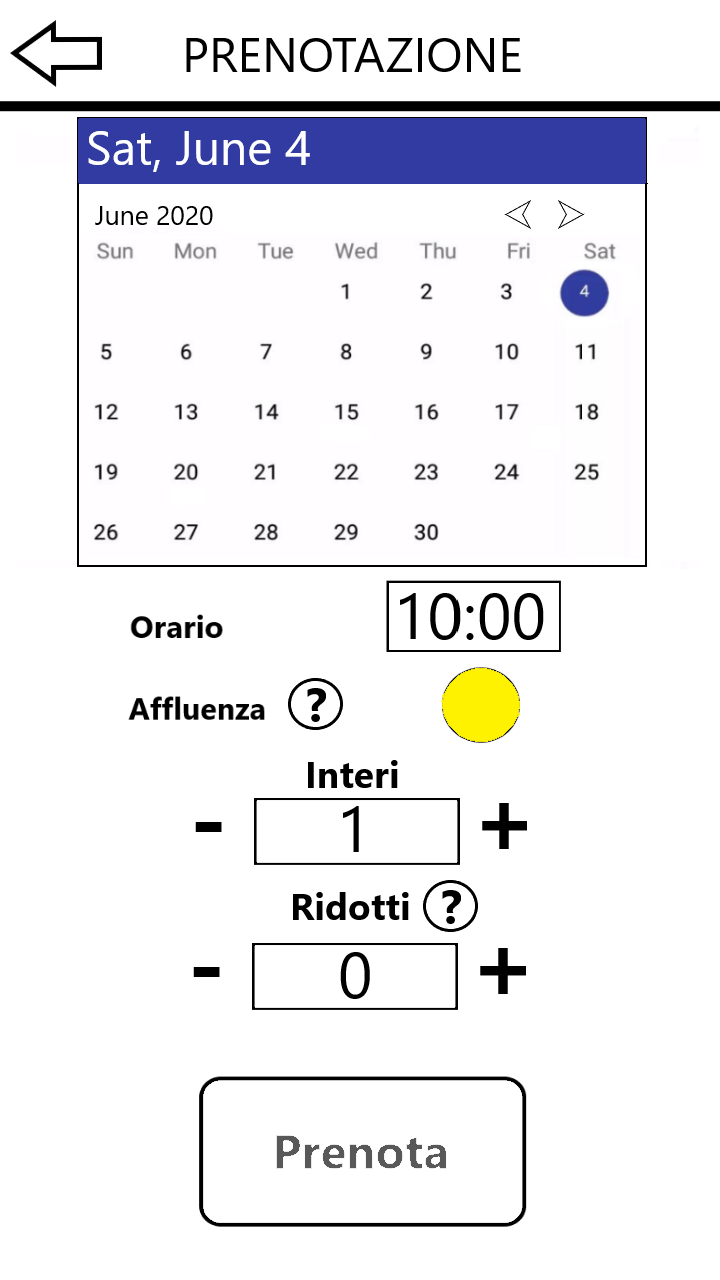 PRENOTAZIONE
Sat, June 4
June 2020
Sun Mon Tue Wed Thu Fri Sat
1 2 3 4
5 6 7 8 9 10 11
12 13 14 15 16 17 18
19 20 21 22 23 24 25
26 27 28 29 30
Orario 10:00
Affluenza ?
Interi
- 1 +
Ridotti ?
- 0 +
Prenota